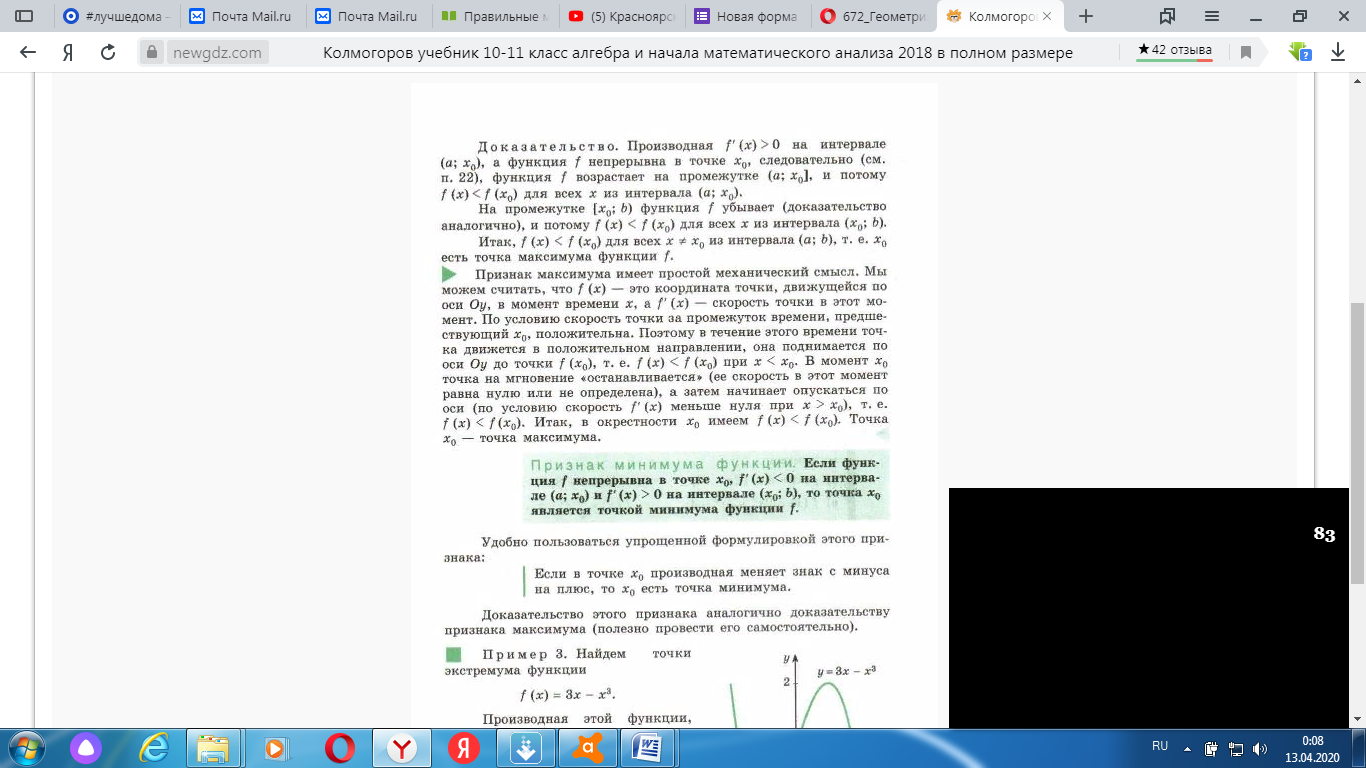 #лучшедома –
Почта Mail.ru
Почта Mail.ru
Правильные м
(5) Красноярск
Новая форма
672_Геометри
Колмогоров
newgdz.com
Колмогоров учебник 10-11 класс алгебра и начала математического анализа 2018 в полном размере
★42 отзыва
Доказательство. Производная f′ (x) > 0 на интервале
(a; x₀), а функция f непрерывна в точке x₀, следовательно (см.
п. 22), функция f возрастает на промежутке (a; x₀], и потому
f (x) < f (x₀) для всех x из интервала (a; x₀).
На промежутке [x₀; b) функция f убывает (доказательство
аналогично), и потому f (x) < f (x₀) для всех x из интервала (x₀; b).
Итак, f (x) < f (x₀) для всех x ≠ x₀ из интервала (a; b), т. е. x₀
есть точка максимума функции f.
Признак максимума имеет простой механический смысл. Мы
можем считать, что f (x) — это координата точки, движущейся по
оси Oy, в момент времени x, а f′ (x) — скорость точки в этот мо-
мент. По условию скорость точки за промежуток времени, предше-
ствующий x₀, положительна. Поэтому в течение этого времени точ-
ка движется в положительном направлении, она поднимается по
оси Oy до точки f (x₀), т. е. f (x) < f (x₀) при x < x₀. В момент x₀
точка на мгновение «останавливается» (ее скорость в этот момент
равна нулю или не определена), а затем начинает опускаться по
оси (по условию скорость f′ (x) меньше нуля при x > x₀), т. е.
f (x) < f (x₀). Итак, в окрестности x₀ имеем f (x) < f (x₀). Точка
x₀ — точка максимума.
Признак минимума функции. Если функ-
ция f непрерывна в точке x₀, f′ (x) < 0 на интерва-
ле (a; x₀) и f′ (x) > 0 на интервале (x₀; b), то точка x₀
является точкой минимума функции f.
83
Удобно пользоваться упрощенной формулировкой этого при-
знака:
Если в точке x₀ производная меняет знак с минуса
на плюс, то x₀ есть точка минимума.
Доказательство этого признака аналогично доказательству
признака максимума (полезно провести его самостоятельно).
Пример 3. Найдем точки
экстремума функции
f (x) = 3x – x³.
Производная этой функции,
y
y = 3x – x³
2
RU
0:08
13.04.2020